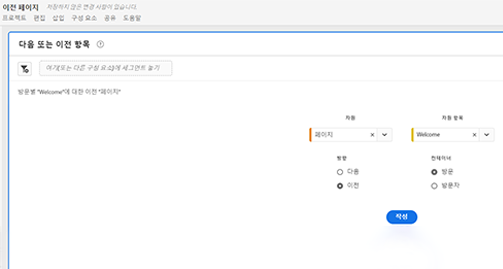 이전 페이지 저장하지 않은 변경 사항이 있습니다.
프로젝트 편집 삽입 구성 요소 공유 도움말
다음 또는 이전 항목
여기(또는 다른 구성 요소)에 세그먼트 놓기
방문별 "Welcome"에 대한 이전 "페이지"
차원 차원 항목
페이지 Welcome
방향 컨테이너
다음 방문
이전 방문자
작성